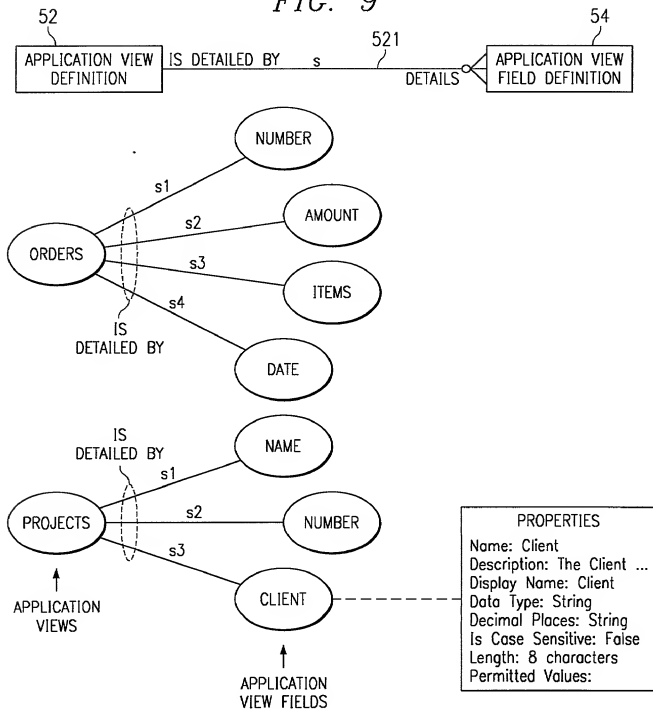 FIG. 9
52
54
APPLICATION VIEW
DEFINITION
IS DETAILED BY
s
521
DETAILS
APPLICATION VIEW
FIELD DEFINITION
NUMBER
s1
s2
AMOUNT
ORDERS
s3
ITEMS
s4
IS
DETAILED BY
DATE
IS
DETAILED BY
NAME
s1
PROJECTS
s2
NUMBER
s3
CLIENT
APPLICATION
VIEWS
APPLICATION
VIEW FIELDS
PROPERTIES
Name: Client
Description: The Client ...
Display Name: Client
Data Type: String
Decimal Places: String
Is Case Sensitive: False
Length: 8 characters
Permitted Values: